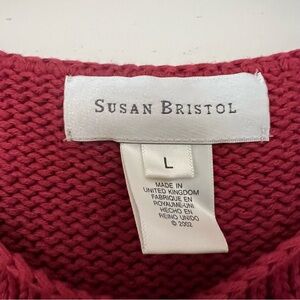 SUSAN BRISTOL
L
MADE IN
UNITED KINGDOM
FABRIQUE EN
ROYAUME-UNI
HECHO EN
REINO UNIDO
© 2002